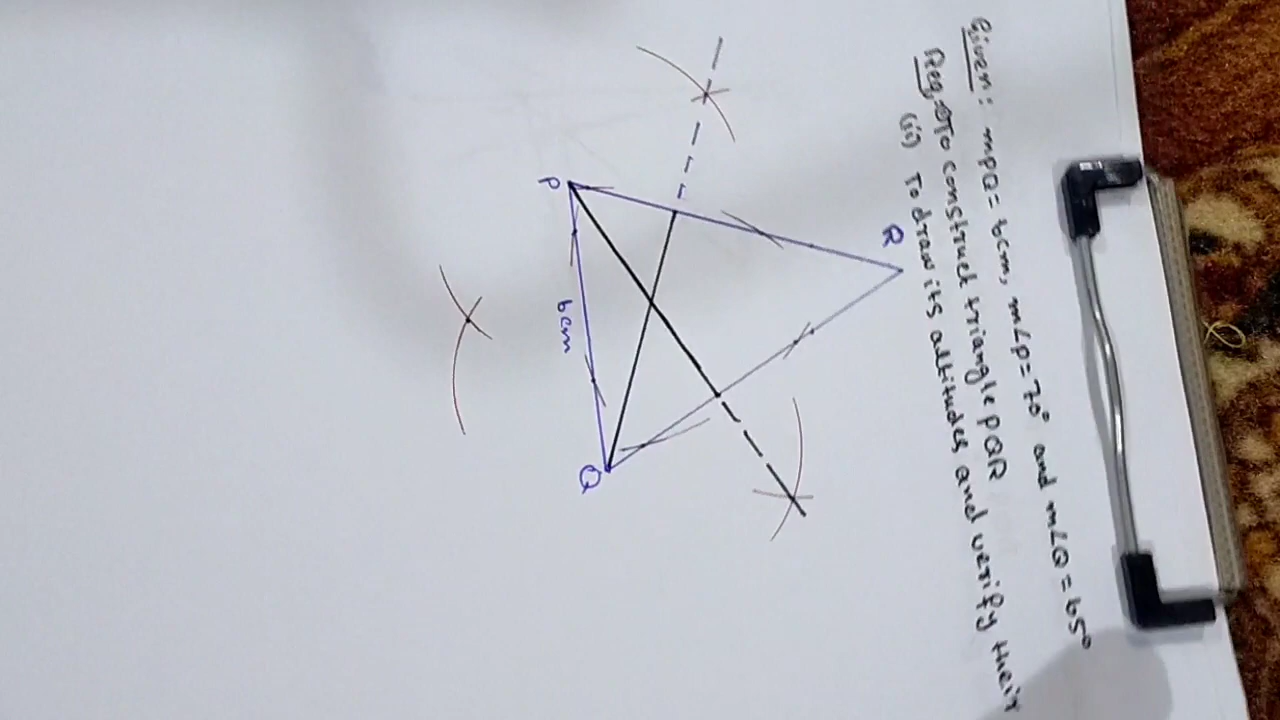 Given: mPQ = 6cm, m∠P = 70° and m∠Q = 65°
Req: (i) To construct triangle PQR
(ii) To draw its altitudes and verify their
R
P
6cm
Q